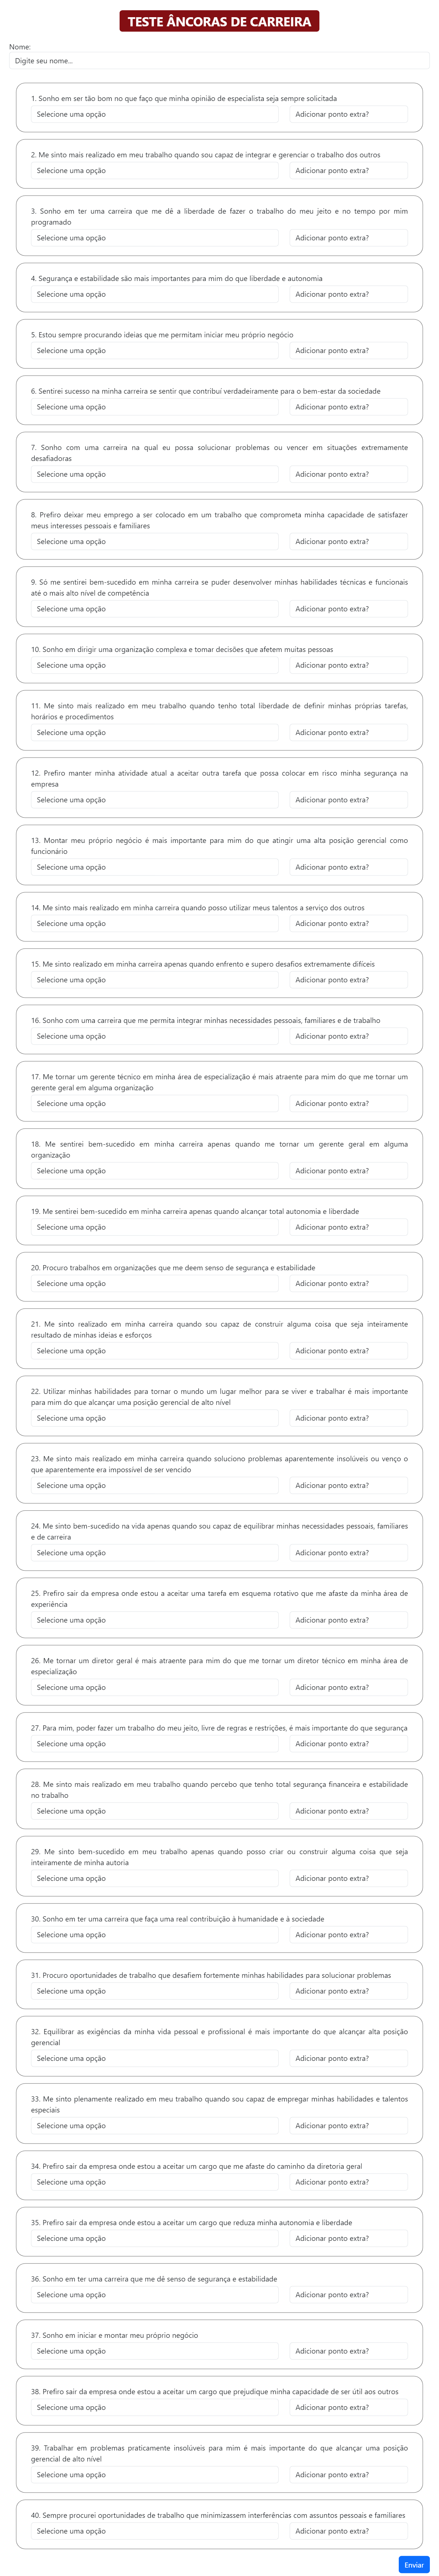 TESTE ÂNCORAS DE CARREIRA
Nome:
Digite seu nome...
1. Sonho em ser tão bom no que faço que minha opinião de especialista seja sempre solicitada
Selecione uma opção
Adicionar ponto extra?
2. Me sinto mais realizado em meu trabalho quando sou capaz de integrar e gerenciar o trabalho dos outros
Selecione uma opção
Adicionar ponto extra?
3. Sonho em ter uma carreira que me dê a liberdade de fazer o trabalho do meu jeito e no tempo por mim
programado
Selecione uma opção
Adicionar ponto extra?
4. Segurança e estabilidade são mais importantes para mim do que liberdade e autonomia
Selecione uma opção
Adicionar ponto extra?
5. Estou sempre procurando ideias que me permitam iniciar meu próprio negócio
Selecione uma opção
Adicionar ponto extra?
6. Sentirei sucesso na minha carreira se sentir que contribuí verdadeiramente para o bem-estar da sociedade
Selecione uma opção
Adicionar ponto extra?
7. Sonho com uma carreira na qual eu possa solucionar problemas ou vencer em situações extremamente
desafiadoras
Selecione uma opção
Adicionar ponto extra?
8. Prefiro deixar meu emprego a ser colocado em um trabalho que comprometa minha capacidade de satisfazer
meus interesses pessoais e familiares
Selecione uma opção
Adicionar ponto extra?
9. Só me sentirei bem-sucedido em minha carreira se puder desenvolver minhas habilidades técnicas e funcionais
até o mais alto nível de competência
Selecione uma opção
Adicionar ponto extra?
10. Sonho em dirigir uma organização complexa e tomar decisões que afetem muitas pessoas
Selecione uma opção
Adicionar ponto extra?
11. Me sinto mais realizado em meu trabalho quando tenho total liberdade de definir minhas próprias tarefas,
horários e procedimentos
Selecione uma opção
Adicionar ponto extra?
12. Prefiro manter minha atividade atual a aceitar outra tarefa que possa colocar em risco minha segurança na
empresa
Selecione uma opção
Adicionar ponto extra?
13. Montar meu próprio negócio é mais importante para mim do que atingir uma alta posição gerencial como
funcionário
Selecione uma opção
Adicionar ponto extra?
14. Me sinto mais realizado em minha carreira quando posso utilizar meus talentos a serviço dos outros
Selecione uma opção
Adicionar ponto extra?
15. Me sinto realizado em minha carreira apenas quando enfrento e supero desafios extremamente difíceis
Selecione uma opção
Adicionar ponto extra?
16. Sonho com uma carreira que me permita integrar minhas necessidades pessoais, familiares e de trabalho
Selecione uma opção
Adicionar ponto extra?
17. Me tornar um gerente técnico em minha área de especialização é mais atraente para mim do que me tornar um
gerente geral em alguma organização
Selecione uma opção
Adicionar ponto extra?
18. Me sentirei bem-sucedido em minha carreira apenas quando me tornar um gerente geral em alguma
organização
Selecione uma opção
Adicionar ponto extra?
19. Me sentirei bem-sucedido em minha carreira apenas quando alcançar total autonomia e liberdade
Selecione uma opção
Adicionar ponto extra?
20. Procuro trabalhos em organizações que me deem senso de segurança e estabilidade
Selecione uma opção
Adicionar ponto extra?
21. Me sinto realizado em minha carreira quando sou capaz de construir alguma coisa que seja inteiramente
resultado de minhas ideias e esforços
Selecione uma opção
Adicionar ponto extra?
22. Utilizar minhas habilidades para tornar o mundo um lugar melhor para se viver e trabalhar é mais importante
para mim do que alcançar uma posição gerencial de alto nível
Selecione uma opção
Adicionar ponto extra?
23. Me sinto mais realizado em minha carreira quando soluciono problemas aparentemente insolúveis ou venço o
que aparentemente era impossível de ser vencido
Selecione uma opção
Adicionar ponto extra?
24. Me sinto bem-sucedido na vida apenas quando sou capaz de equilibrar minhas necessidades pessoais, familiares
e de carreira
Selecione uma opção
Adicionar ponto extra?
25. Prefiro sair da empresa onde estou a aceitar uma tarefa em esquema rotativo que me afaste da minha área de
experiência
Selecione uma opção
Adicionar ponto extra?
26. Me tornar um diretor geral é mais atraente para mim do que me tornar um diretor técnico em minha área de
especialização
Selecione uma opção
Adicionar ponto extra?
27. Para mim, poder fazer um trabalho do meu jeito, livre de regras e restrições, é mais importante do que segurança
Selecione uma opção
Adicionar ponto extra?
28. Me sinto mais realizado em meu trabalho quando percebo que tenho total segurança financeira e estabilidade
no trabalho
Selecione uma opção
Adicionar ponto extra?
29. Me sinto bem-sucedido em meu trabalho apenas quando posso criar ou construir alguma coisa que seja
inteiramente de minha autoria
Selecione uma opção
Adicionar ponto extra?
30. Sonho em ter uma carreira que faça uma real contribuição à humanidade e à sociedade
Selecione uma opção
Adicionar ponto extra?
31. Procuro oportunidades de trabalho que desafiem fortemente minhas habilidades para solucionar problemas
Selecione uma opção
Adicionar ponto extra?
32. Equilibrar as exigências da minha vida pessoal e profissional é mais importante do que alcançar alta posição
gerencial
Selecione uma opção
Adicionar ponto extra?
33. Me sinto plenamente realizado em meu trabalho quando sou capaz de empregar minhas habilidades e talentos
especiais
Selecione uma opção
Adicionar ponto extra?
34. Prefiro sair da empresa onde estou a aceitar um cargo que me afaste do caminho da diretoria geral
Selecione uma opção
Adicionar ponto extra?
35. Prefiro sair da empresa onde estou a aceitar um cargo que reduza minha autonomia e liberdade
Selecione uma opção
Adicionar ponto extra?
36. Sonho em ter uma carreira que me dê senso de segurança e estabilidade
Selecione uma opção
Adicionar ponto extra?
37. Sonho em iniciar e montar meu próprio negócio
Selecione uma opção
Adicionar ponto extra?
38. Prefiro sair da empresa onde estou a aceitar um cargo que prejudique minha capacidade de ser útil aos outros
Selecione uma opção
Adicionar ponto extra?
39. Trabalhar em problemas praticamente insolúveis para mim é mais importante do que alcançar uma posição
gerencial de alto nível
Selecione uma opção
Adicionar ponto extra?
40. Sempre procurei oportunidades de trabalho que minimizassem interferências com assuntos pessoais e familiares
Selecione uma opção
Adicionar ponto extra?
Enviar